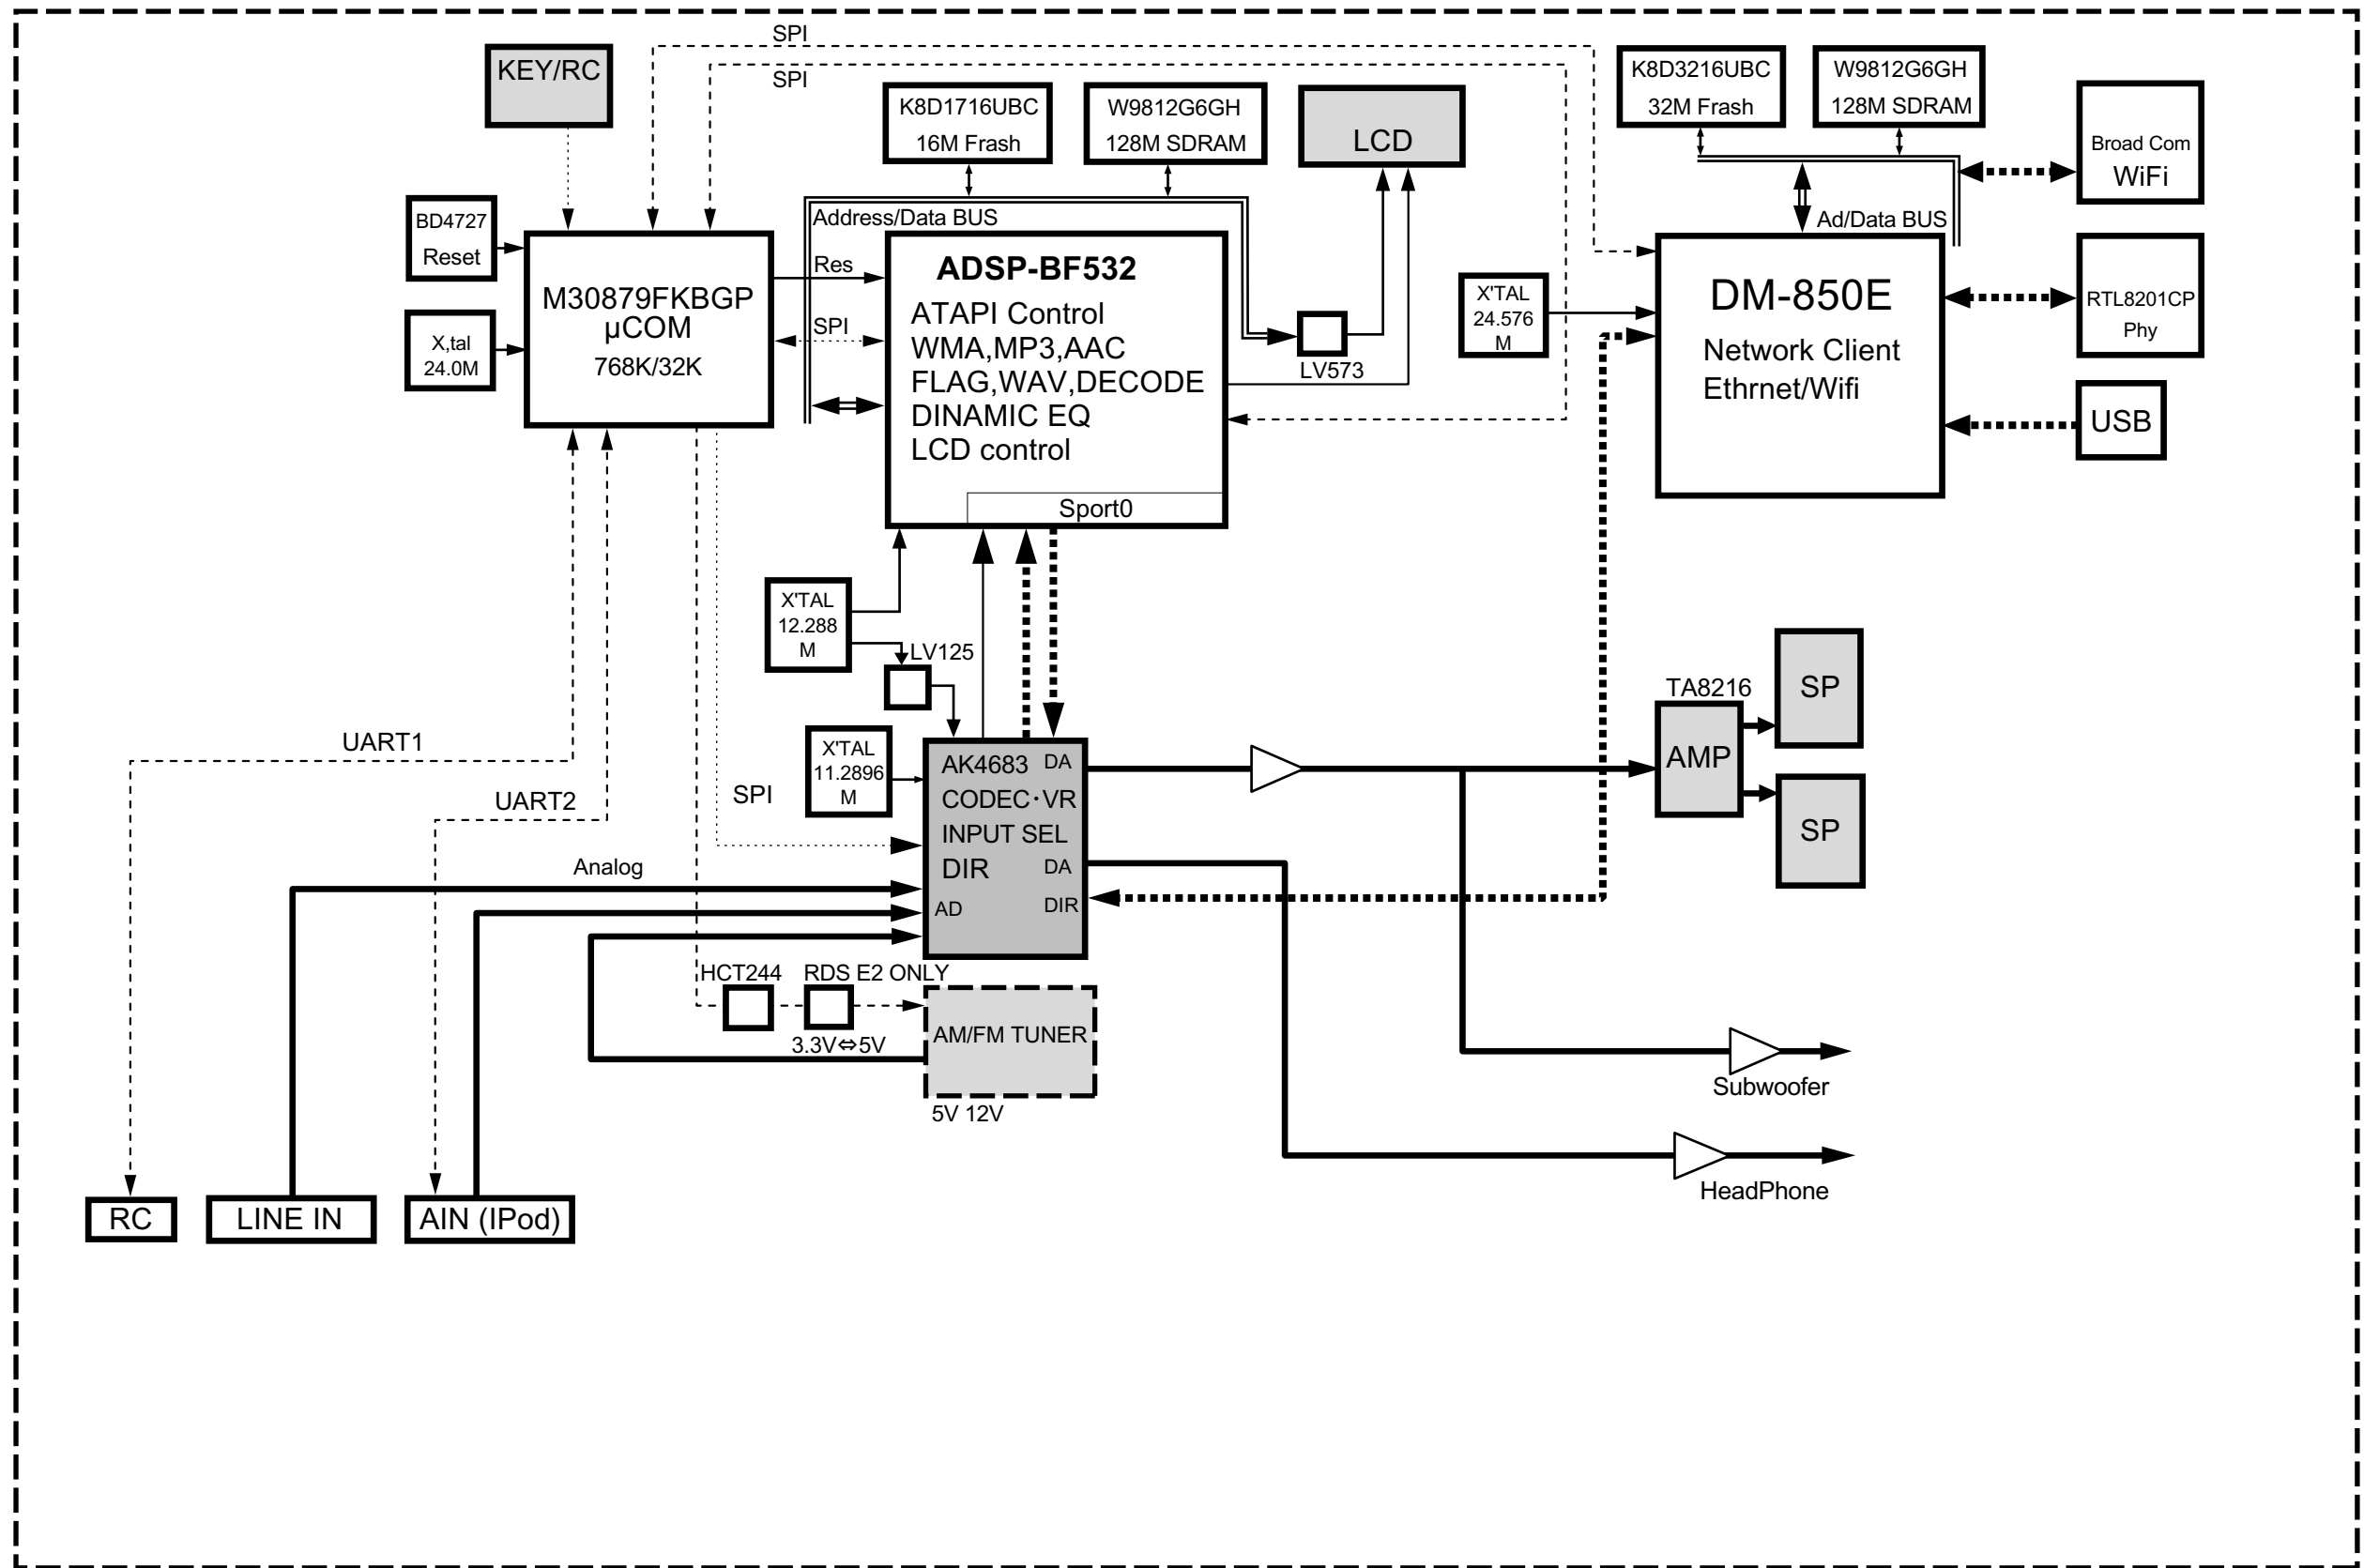 SPI
SPI
KEY/RC
K8D1716UBC
16M Frash
W9812G6GH
128M SDRAM
LCD
K8D3216UBC
32M Frash
W9812G6GH
128M SDRAM
Broad Com
WiFi
BD4727
Reset
Address/Data BUS
Ad/Data BUS
M30879FKBGP
µCOM
768K/32K
X,tal
24.0M
Res
SPI
ADSP-BF532
ATAPI Control
WMA,MP3,AAC
FLAG,WAV,DECODE
DINAMIC EQ
LCD control
Sport0
LV573
X'TAL
24.576
M
DM-850E
Network Client
Ethrnet/Wifi
RTL8201CP
Phy
USB
X'TAL
12.288
M
LV125
X'TAL
11.2896
M
UART1
UART2
SPI
Analog
AK4683
DA
CODEC･VR
INPUT SEL
DIR
DA
AD
DIR
TA8216
AMP
SP
SP
HCT244
RDS E2 ONLY
3.3V⇔5V
AM/FM TUNER
5V 12V
Subwoofer
HeadPhone
RC
LINE IN
AIN (IPod)